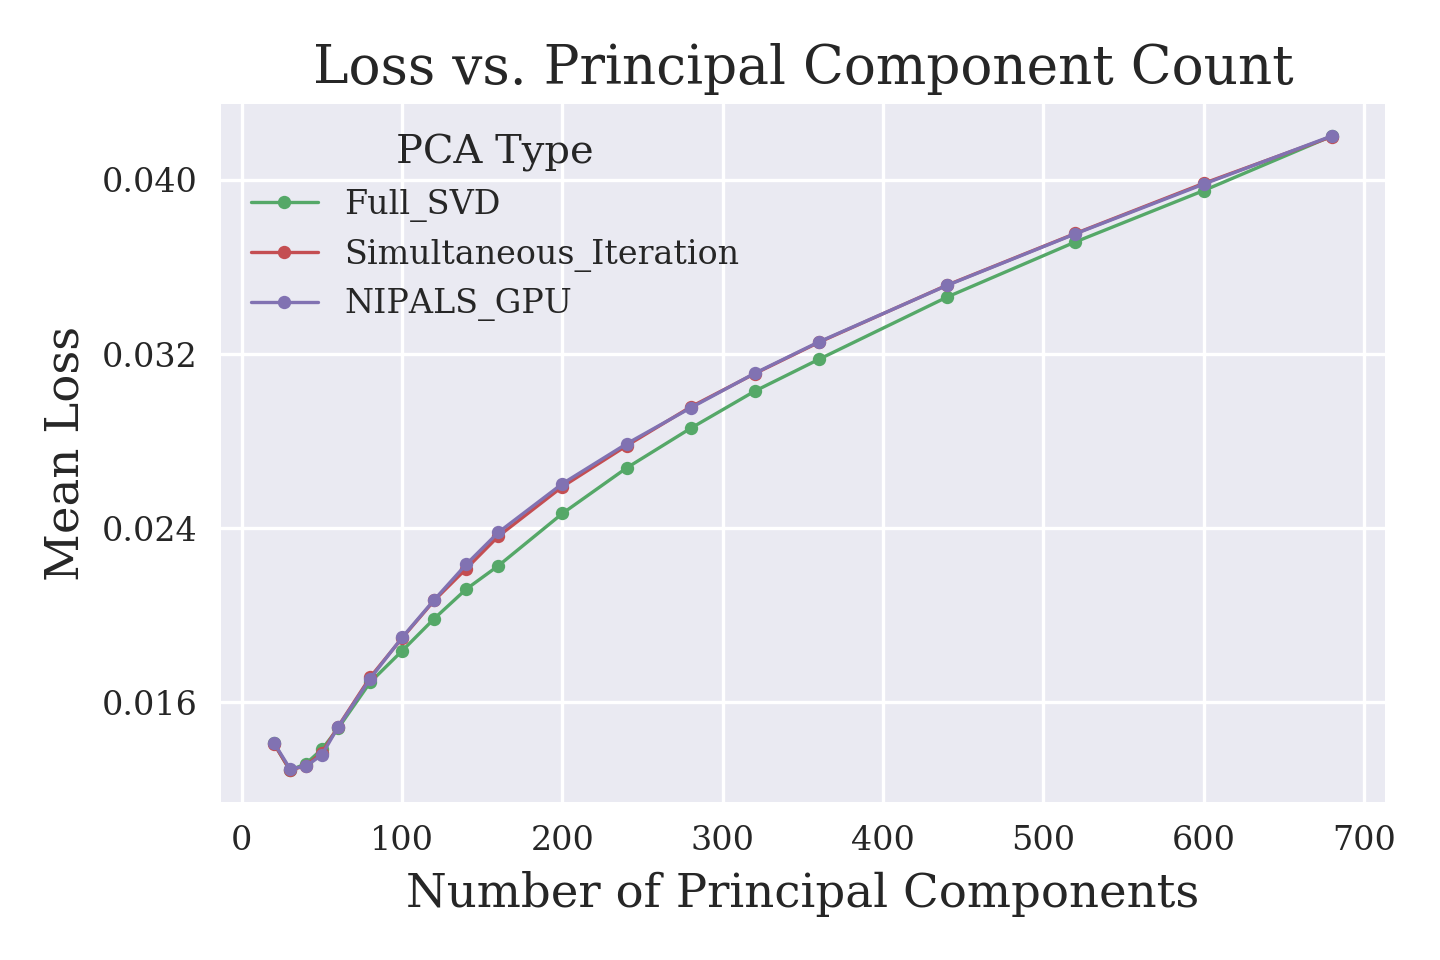 Loss vs. Principal Component Count
PCA Type
Full_SVD
Simultaneous_Iteration
NIPALS_GPU
Mean Loss
0.040
0.032
0.024
0.016
0 100 200 300 400 500 600 700
Number of Principal Components